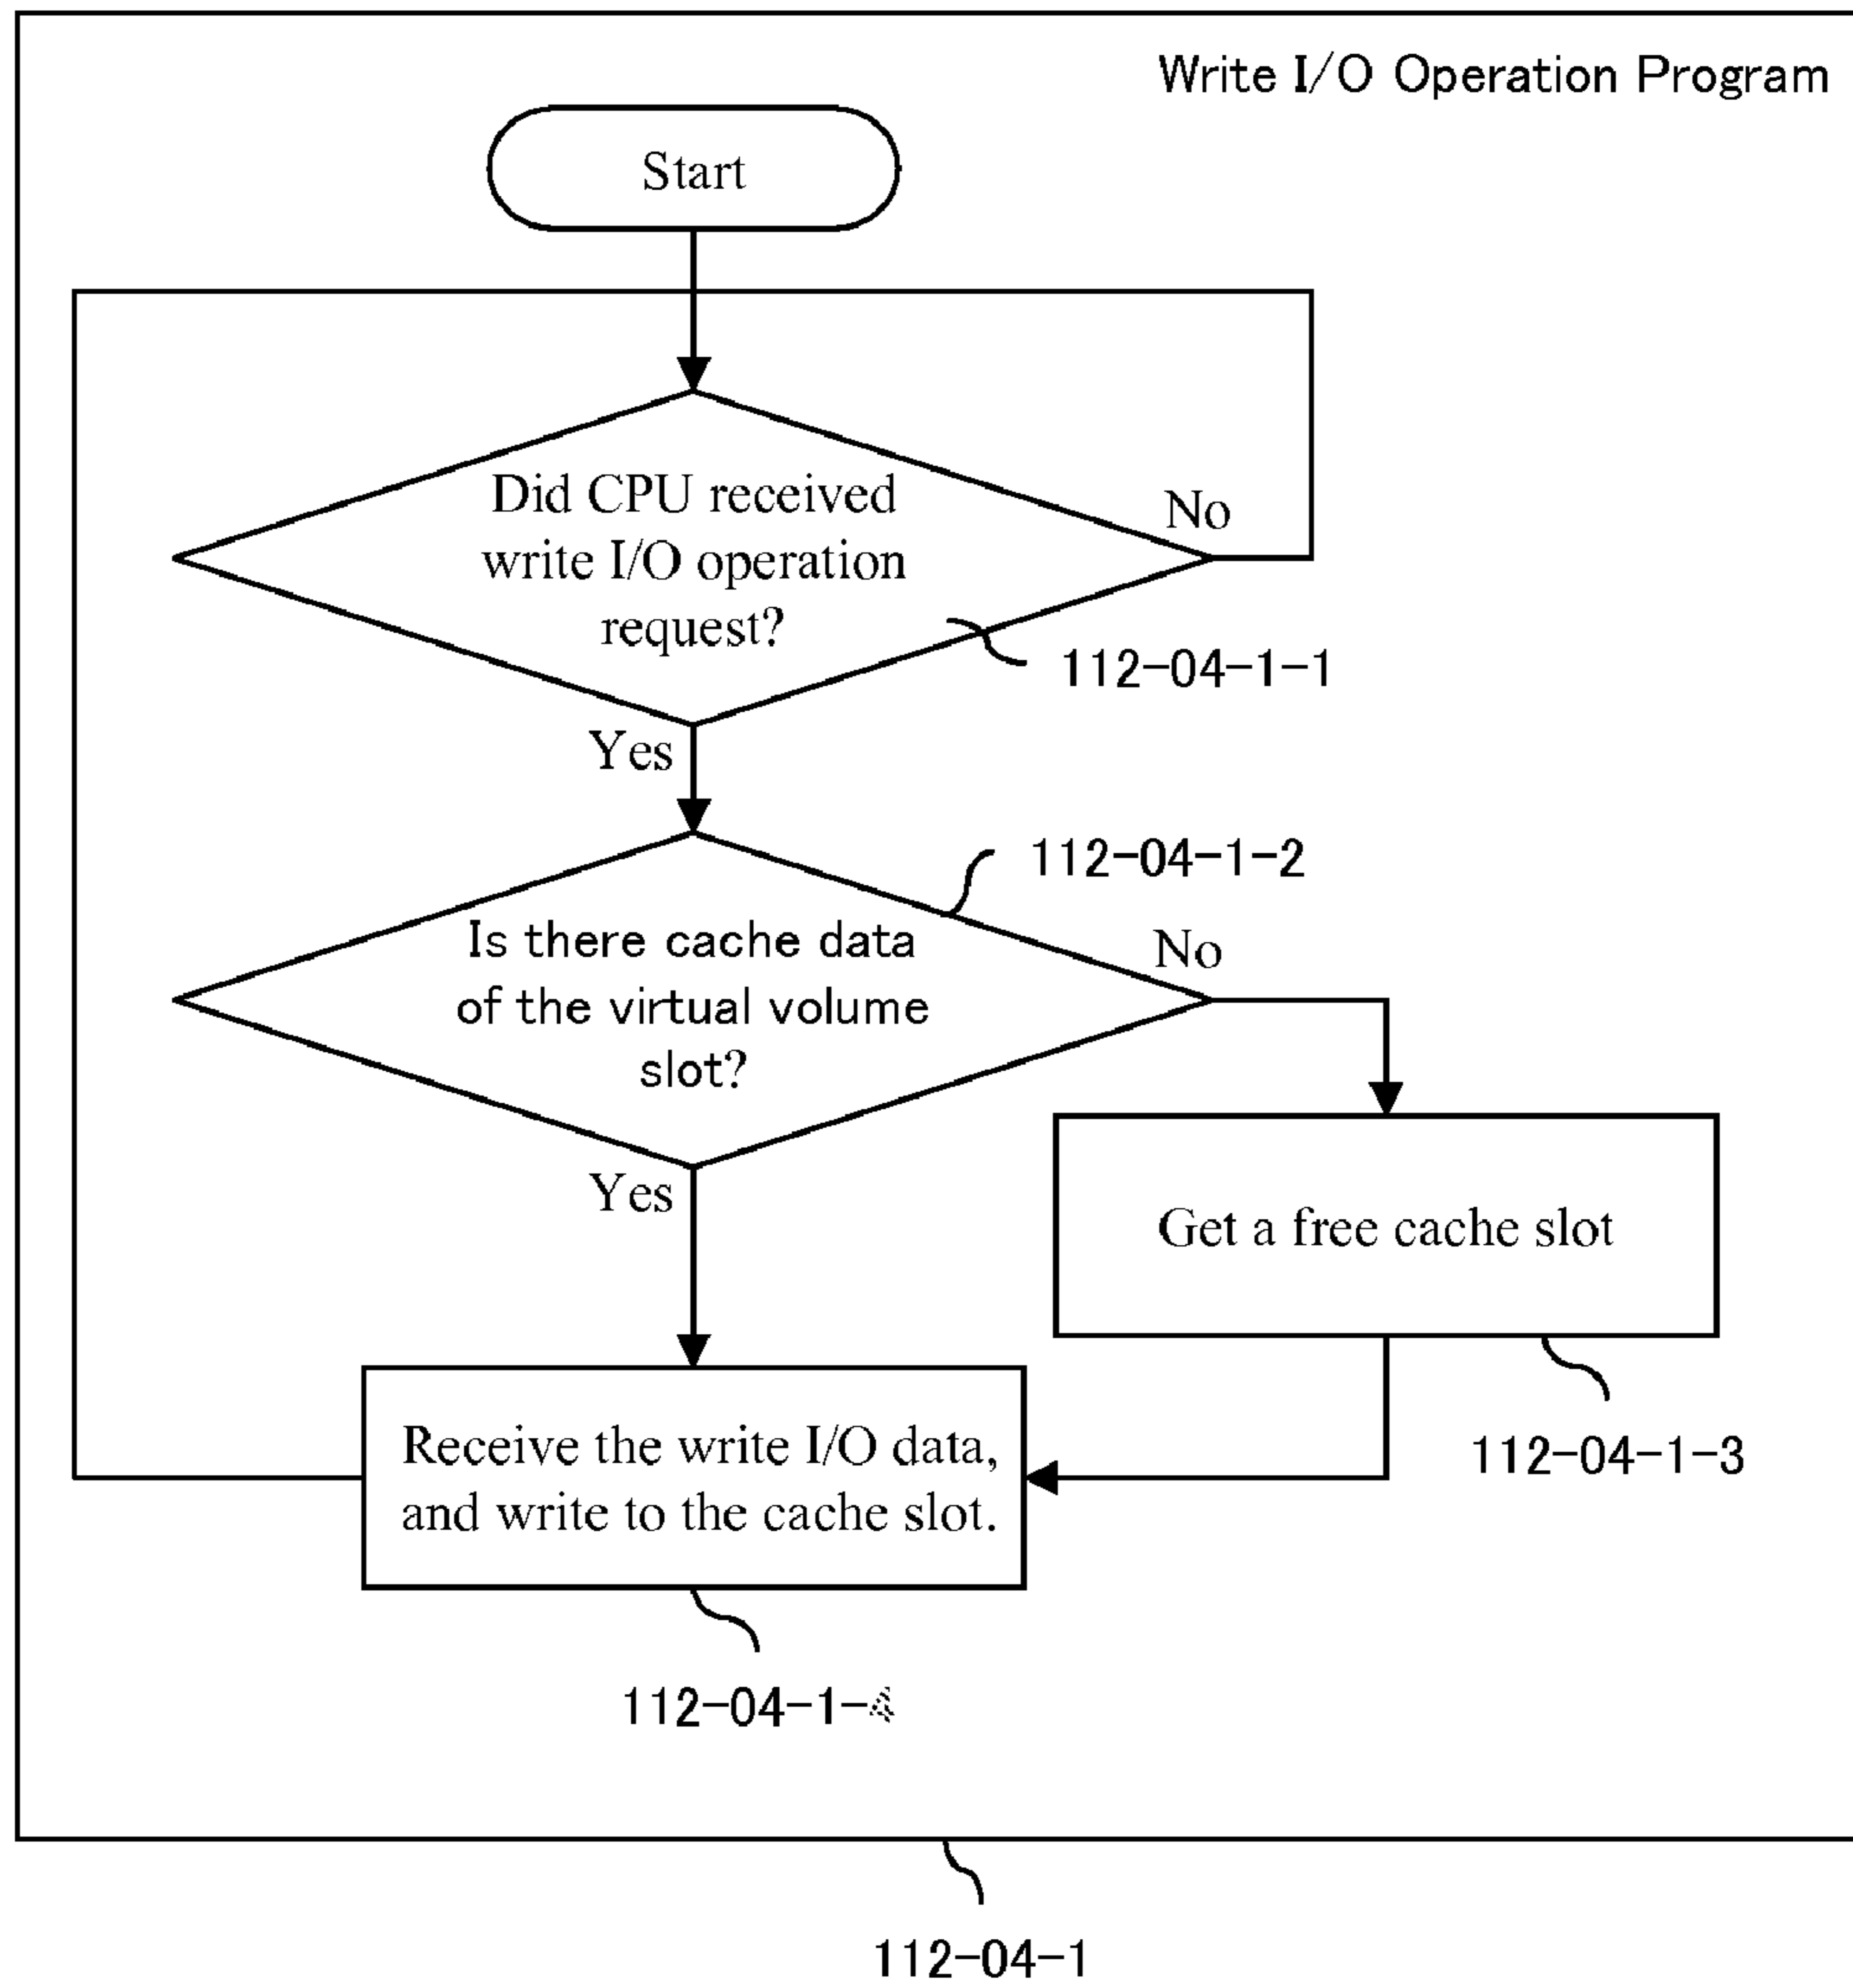 Write I/O Operation Program
Start
Did CPU received
write I/O operation
request?
No
112-04-1-1
Yes
112-04-1-2
Is there cache data
of the virtual volume
slot?
No
Yes
Get a free cache slot
112-04-1-3
Receive the write I/O data,
and write to the cache slot.
112-04-1-4
112-04-1